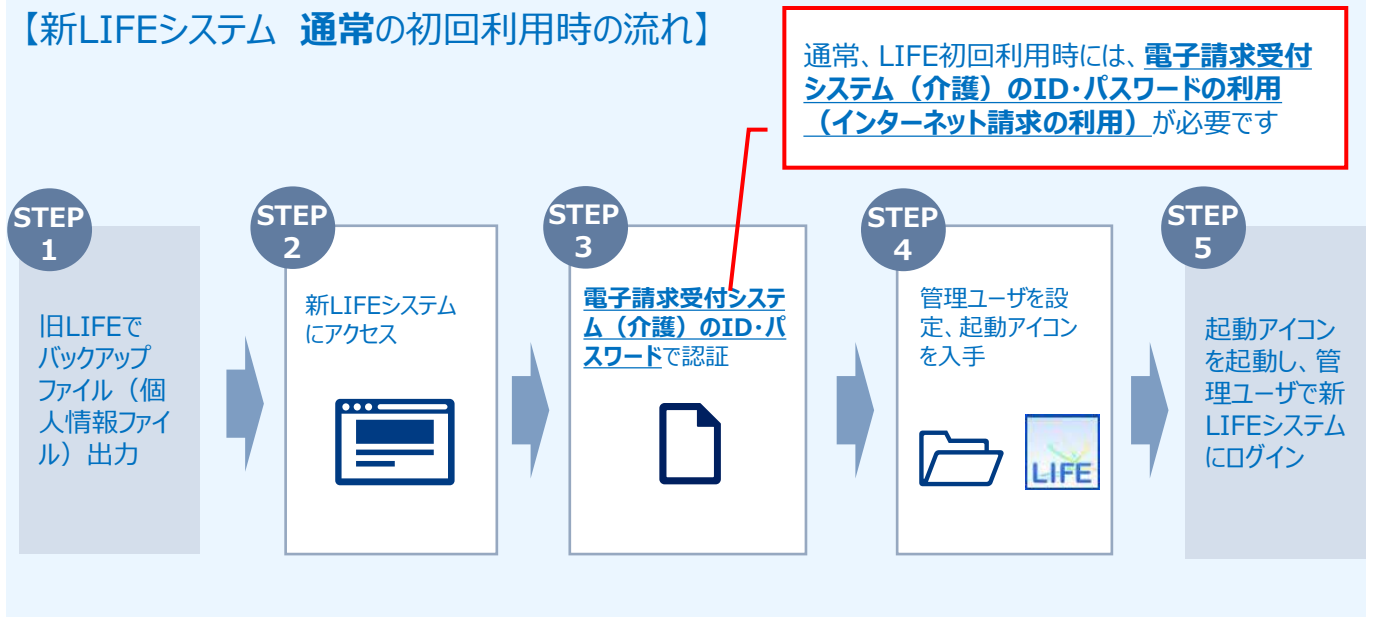 【新LIFEシステム 通常の初回利用時の流れ】
通常、LIFE初回利用時には、電子請求受付
システム（介護）のID・パスワードの利用
（インターネット請求の利用）が必要です
STEP
1
旧LIFEで
バックアップ
ファイル（個
人情報ファイ
ル）出力
STEP
2
新LIFEシステム
にアクセス
STEP
3
電子請求受付システ
ム（介護）のID・パ
スワードで認証
STEP
4
管理ユーザを設
定、起動アイコン
を入手
LIFE
STEP
5
起動アイコン
を起動し、管
理ユーザで新
LIFEシステム
にログイン